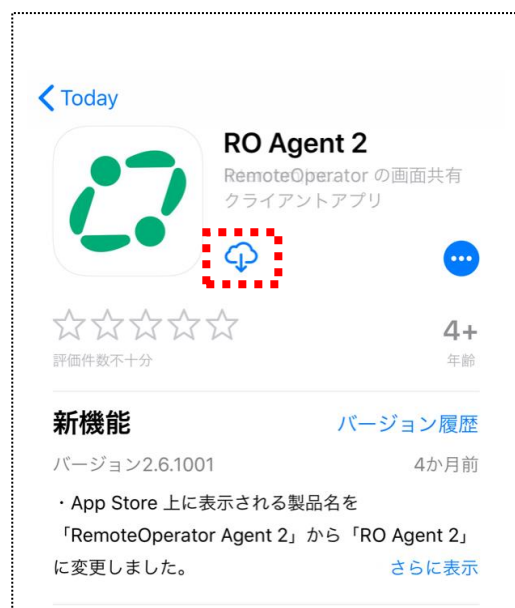 Today
RO Agent 2
RemoteOperator の画面共有
クライアントアプリ
4+
評価件数不十分
年齢
新機能
バージョン履歴
バージョン2.6.1001
4か月前
・App Store 上に表示される製品名を
「RemoteOperator Agent 2」から「RO Agent 2」
に変更しました。
さらに表示